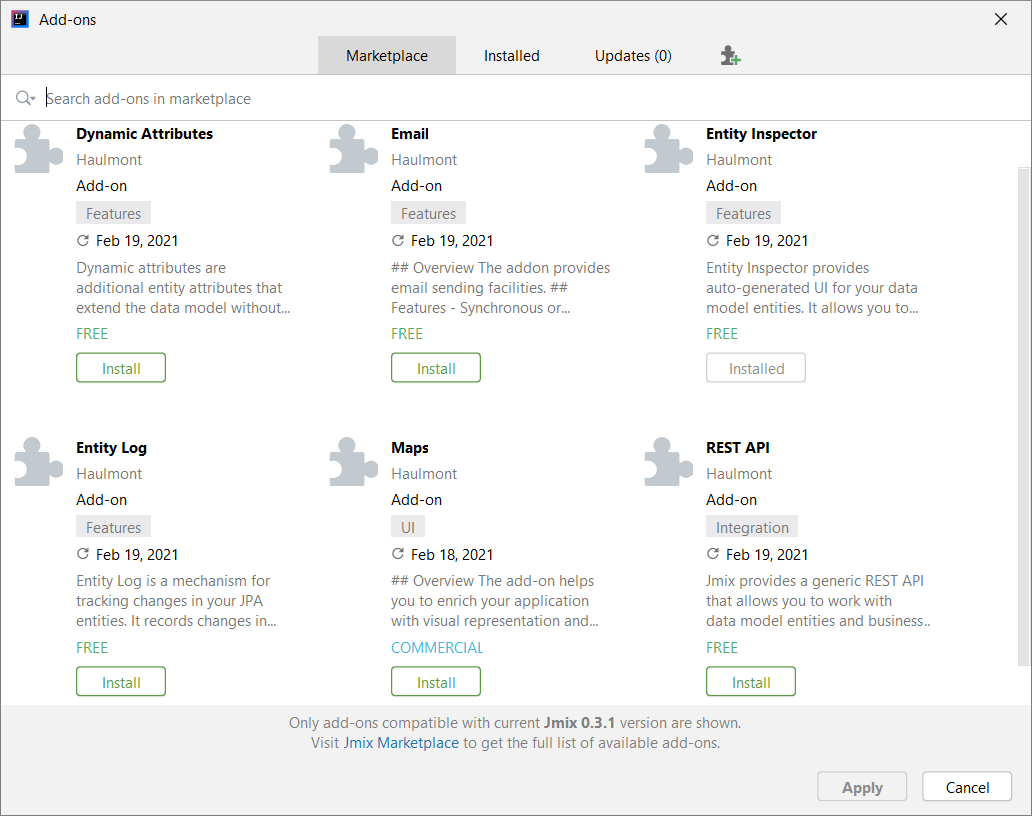 Add-ons
Marketplace Installed Updates (0)
Search add-ons in marketplace
Dynamic Attributes
Haulmont
Add-on
Features
Feb 19, 2021
Dynamic attributes are
additional entity attributes that
extend the data model without...
FREE
Install
Email
Haulmont
Add-on
Features
Feb 19, 2021
## Overview The addon provides
email sending facilities. ##
Features - Synchronous or...
FREE
Install
Entity Inspector
Haulmont
Add-on
Features
Feb 19, 2021
Entity Inspector provides
auto-generated UI for your data
model entities. It allows you to...
FREE
Installed
Entity Log
Haulmont
Add-on
Features
Feb 19, 2021
Entity Log is a mechanism for
tracking changes in your JPA
entities. It records changes in...
FREE
Install
Maps
Haulmont
Add-on
UI
Feb 18, 2021
## Overview The add-on helps
you to enrich your application
with visual representation and...
COMMERCIAL
Install
REST API
Haulmont
Add-on
Integration
Feb 19, 2021
Jmix provides a generic REST API
that allows you to work with
data model entities and business..
FREE
Install
Only add-ons compatible with current Jmix 0.3.1 version are shown.
Visit Jmix Marketplace to get the full list of available add-ons.
Apply Cancel